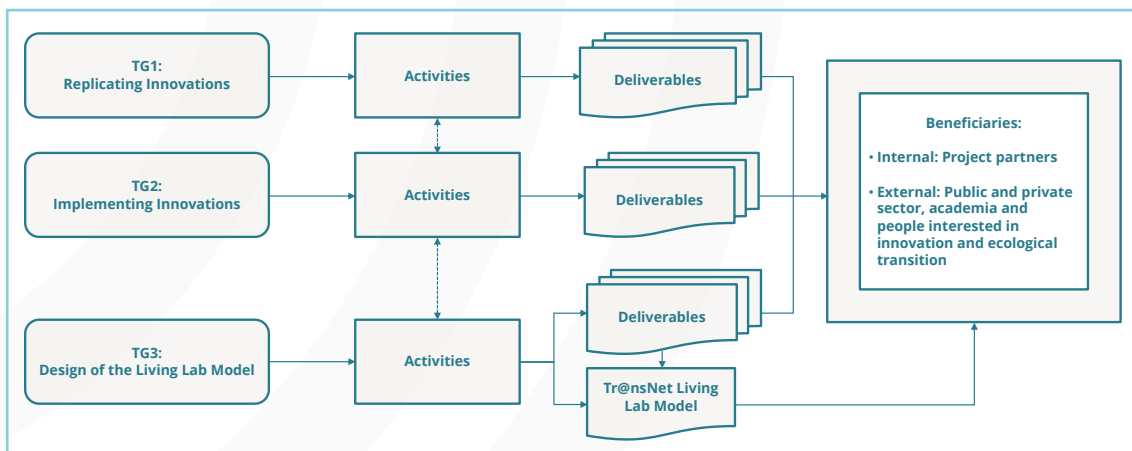 TG1:
Replicating Innovations
Activities
Deliverables
TG2:
Implementing Innovations
Activities
Deliverables
TG3:
Design of the Living Lab Model
Activities
Deliverables
Tr@nsNet Living
Lab Model
Beneficiaries:
• Internal: Project partners
• External: Public and private
sector, academia and
people interested in
innovation and ecological
transition